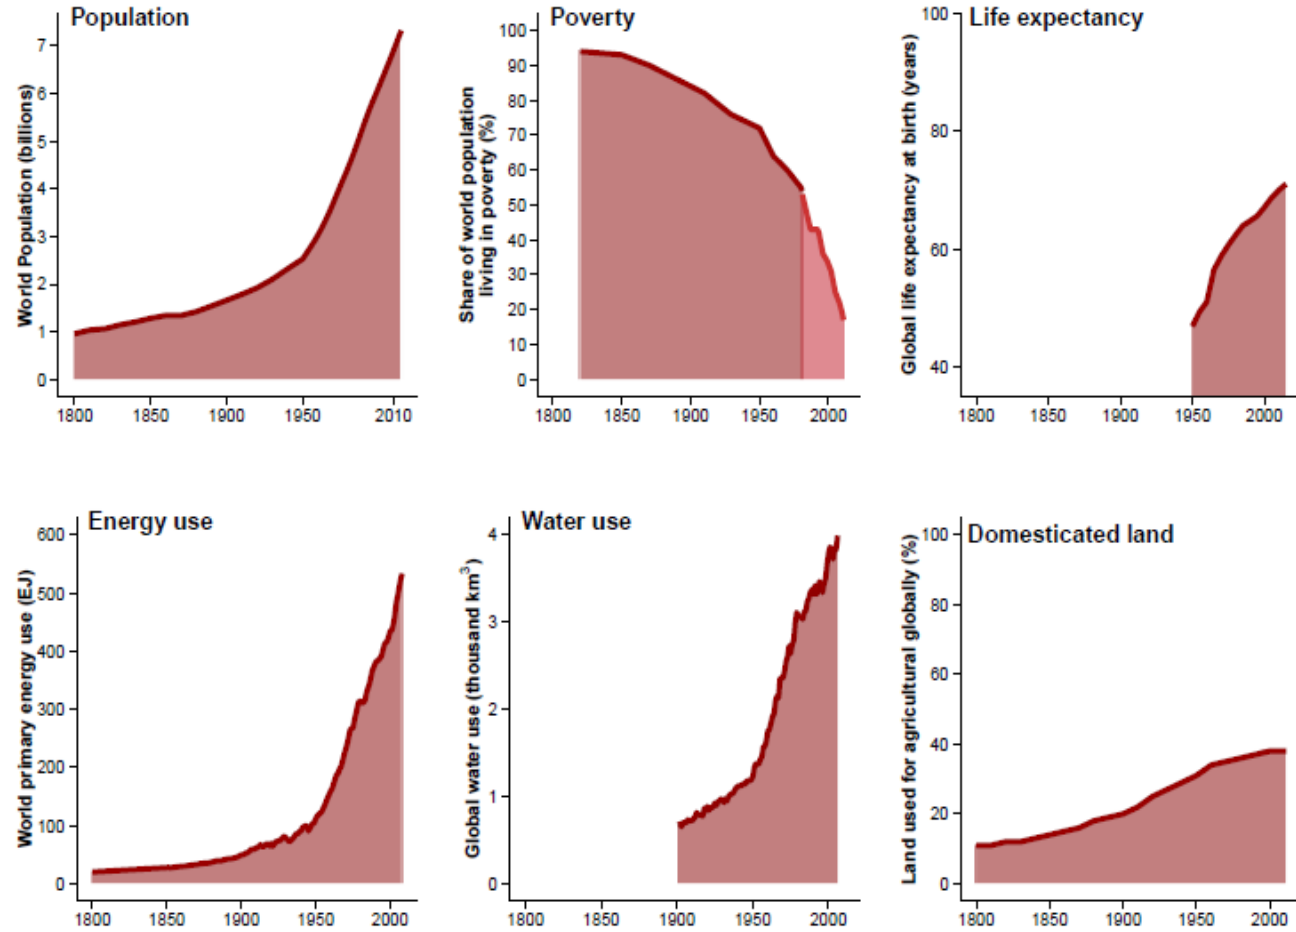 Population
World Population (billions)
7
6
5
4
3
2
1
0
1800 1850 1900 1950 2010
Poverty
Share of world population
living in poverty (%)
100
90
80
70
60
50
40
30
20
10
0
1800 1850 1900 1950 2000
Life expectancy
Global life expectancy at birth (years)
100
80
60
40
1800 1850 1900 1950 2000
Energy use
World primary energy use (EJ)
600
500
400
300
200
100
0
1800 1850 1900 1950 2000
Water use
Global water use (thousand km³)
4
3
2
1
0
1800 1850 1900 1950 2000
Domesticated land
Land used for agricultural globally (%)
100
80
60
40
20
0
1800 1850 1900 1950 2000